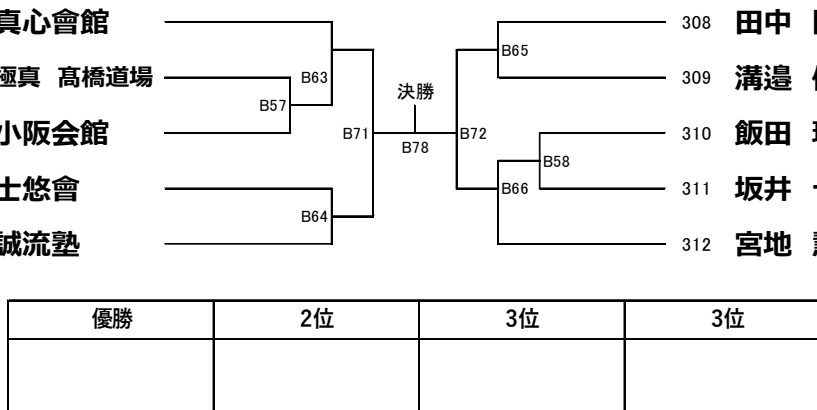 真心會館 308 田中
B65
極真 髙橋道場 B63 309 溝邉
決勝
B57
小阪会館 B71 B72 310 飯田
B78
B58
士悠會 B66 311 坂井
B64
誠流塾 312 宮地
優勝 2位 3位 3位